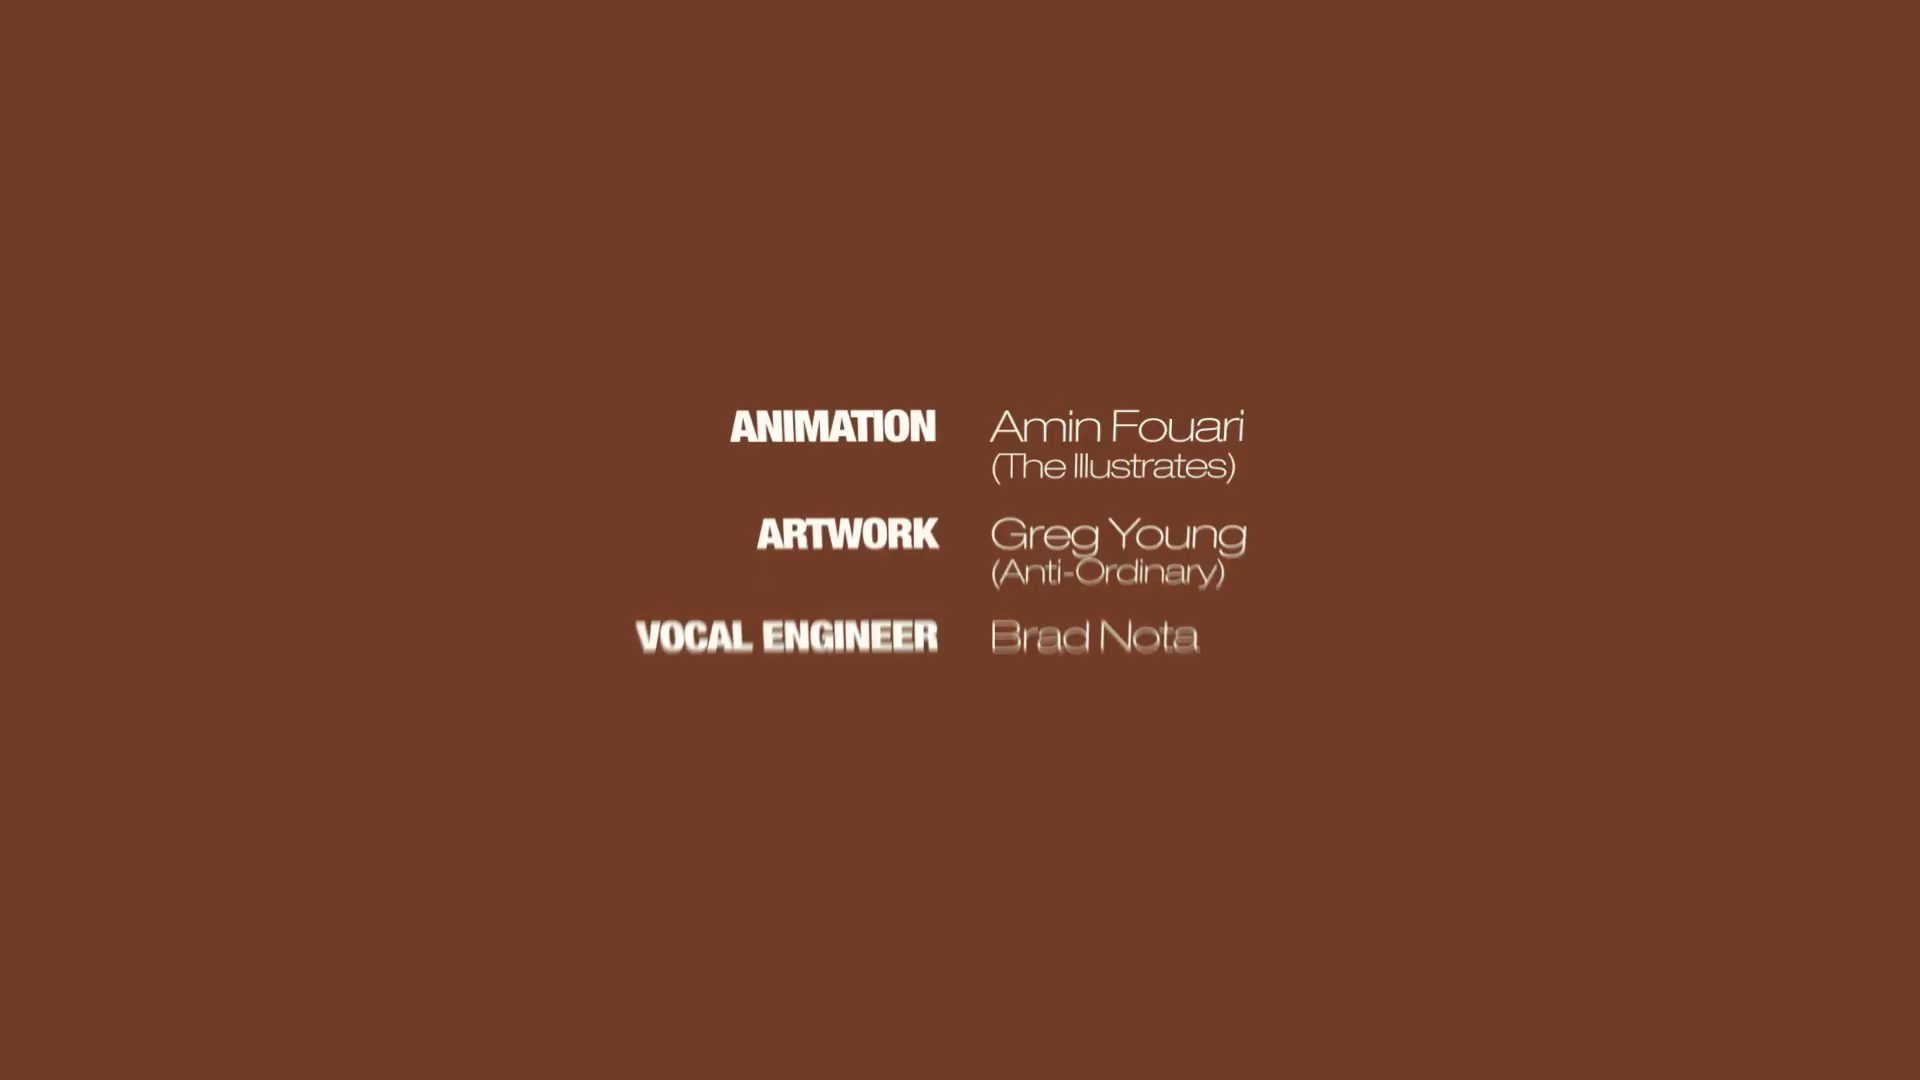 ANIMATION Amin Fouari
(The Illustrates)
ARTWORK Greg Young
(Anti-Ordinary)
VOCAL ENGINEER Brad Nota